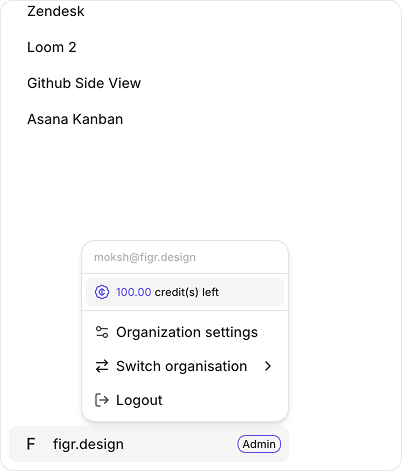 Zendesk
Loom 2
Github Side View
Asana Kanban
moksh@figr.design
100.00 credit(s) left
Organization settings
Switch organisation
Logout
F figr.design Admin